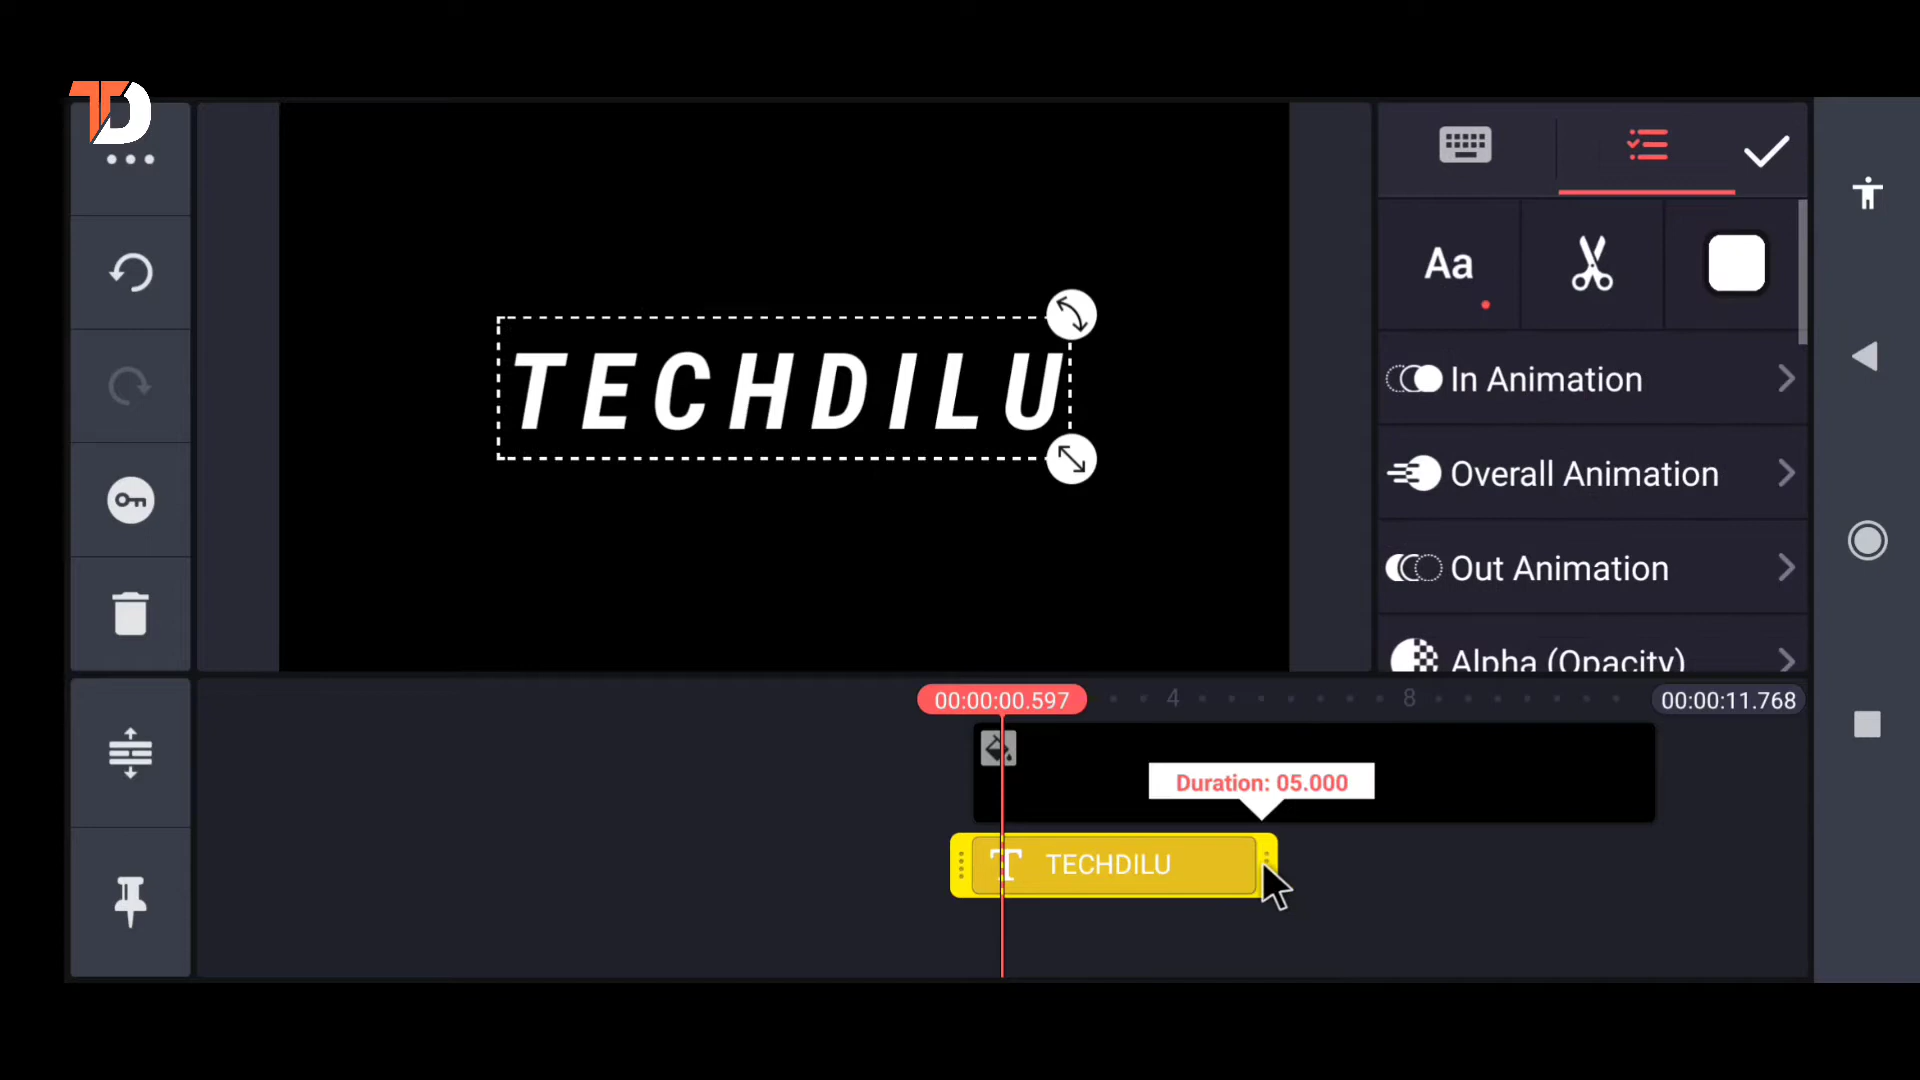 TD
TECHDILU
Aa
In Animation
Overall Animation
Out Animation
Alpha (Opacity)
00:00:00.597
4
8
00:00:11.768
Duration: 05.000
T TECHDILU